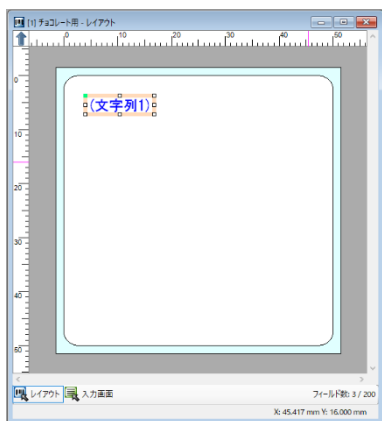 [1] チョコレート用 - レイアウト
0 10 20 30 40 50
0
10
20
30
40
50
(文字列1)
レイアウト 入力画面 フィールド数: 3 / 200
X: 45.417 mm Y: 16.000 mm